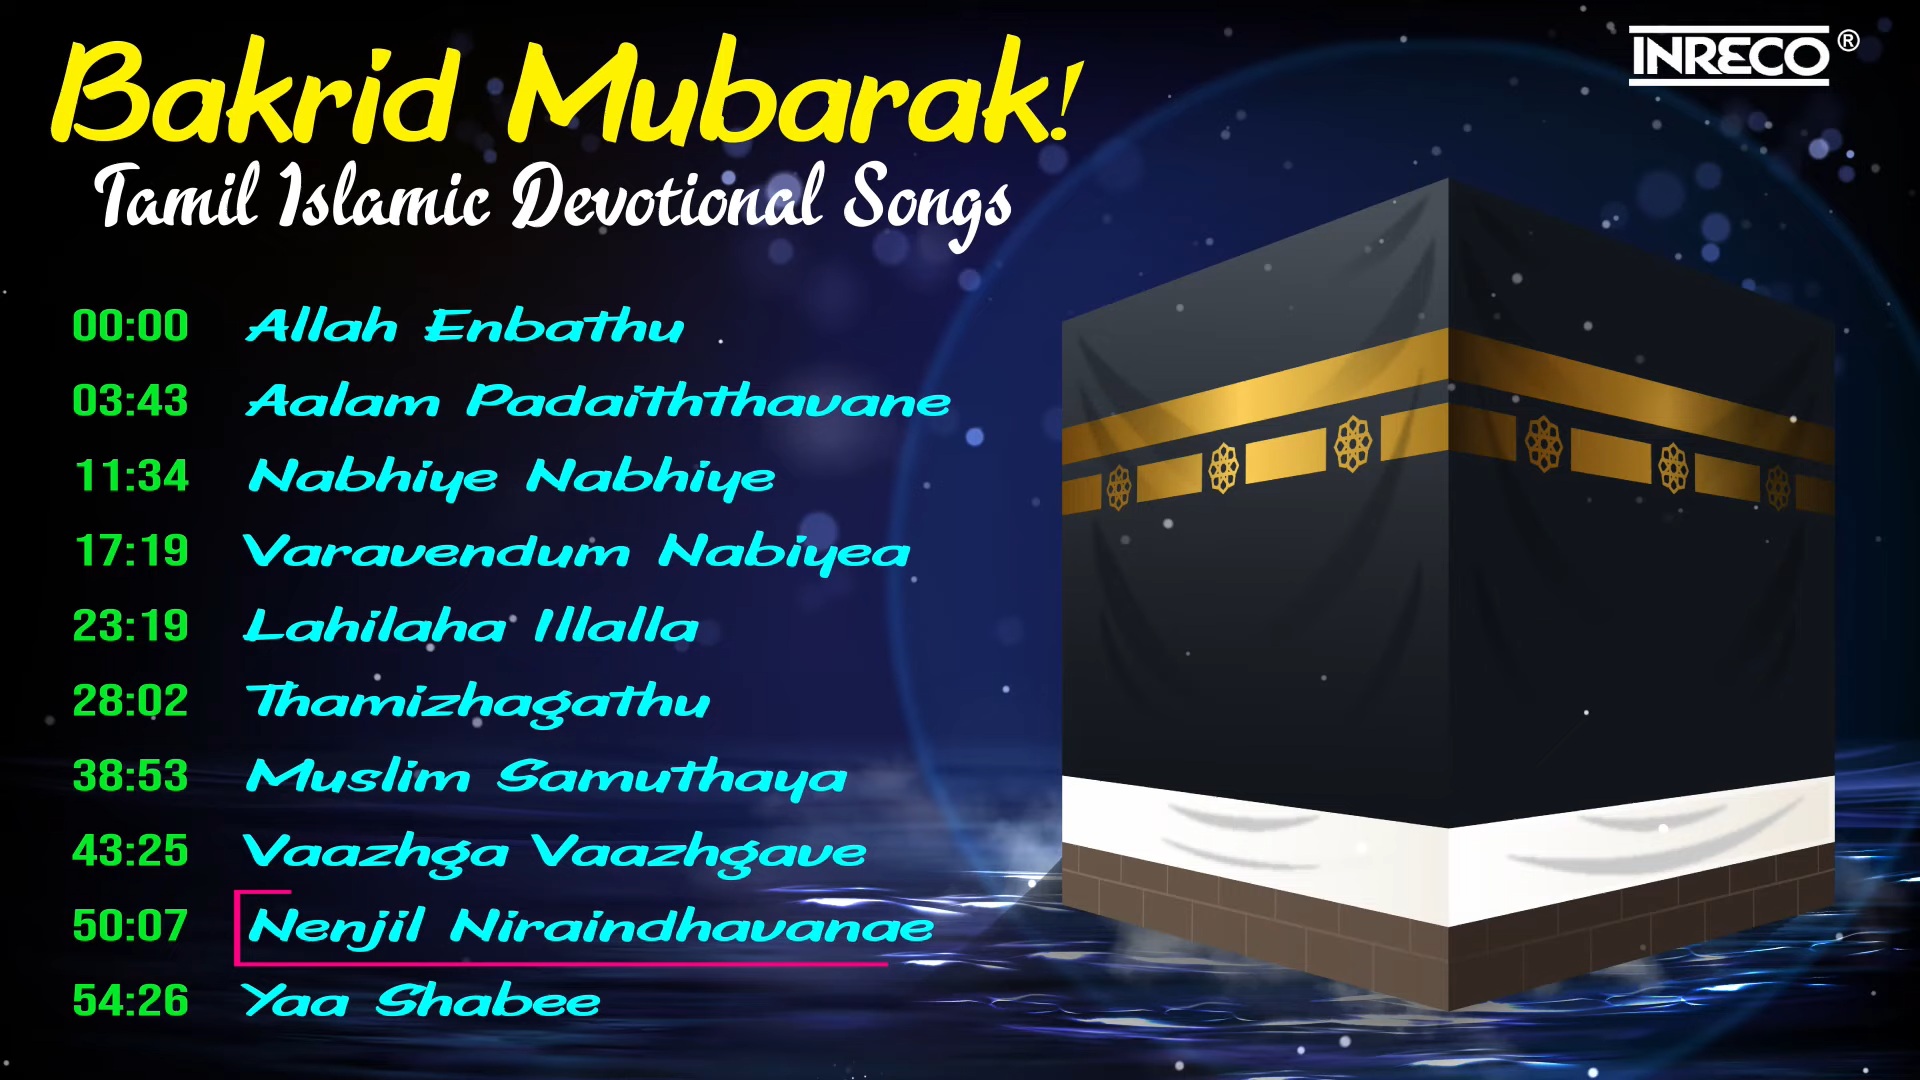 Bakrid Mubarak!
INRECO®
Tamil Islamic Devotional Songs
00:00 Allah Enbathu
03:43 Aalam Padaiththavane
11:34 Nabhiye Nabhiye
17:19 Varavendum Nabiyea
23:19 Lahilaha Illalla
28:02 Thamizhagathu
38:53 Muslim Samuthaya
43:25 Vaazhga Vaazhgave
50:07 Nenjil Niraindhavanae
54:26 Yaa Shabee